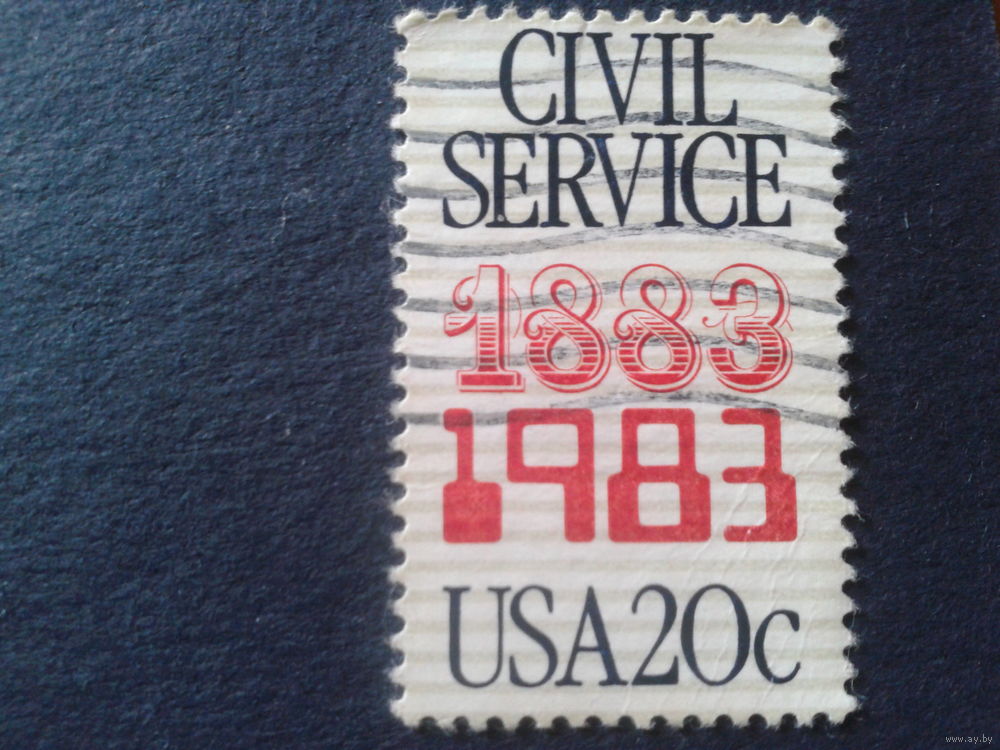 CIVIL
SERVICE
1883
1983
USA20c
www.ay.by